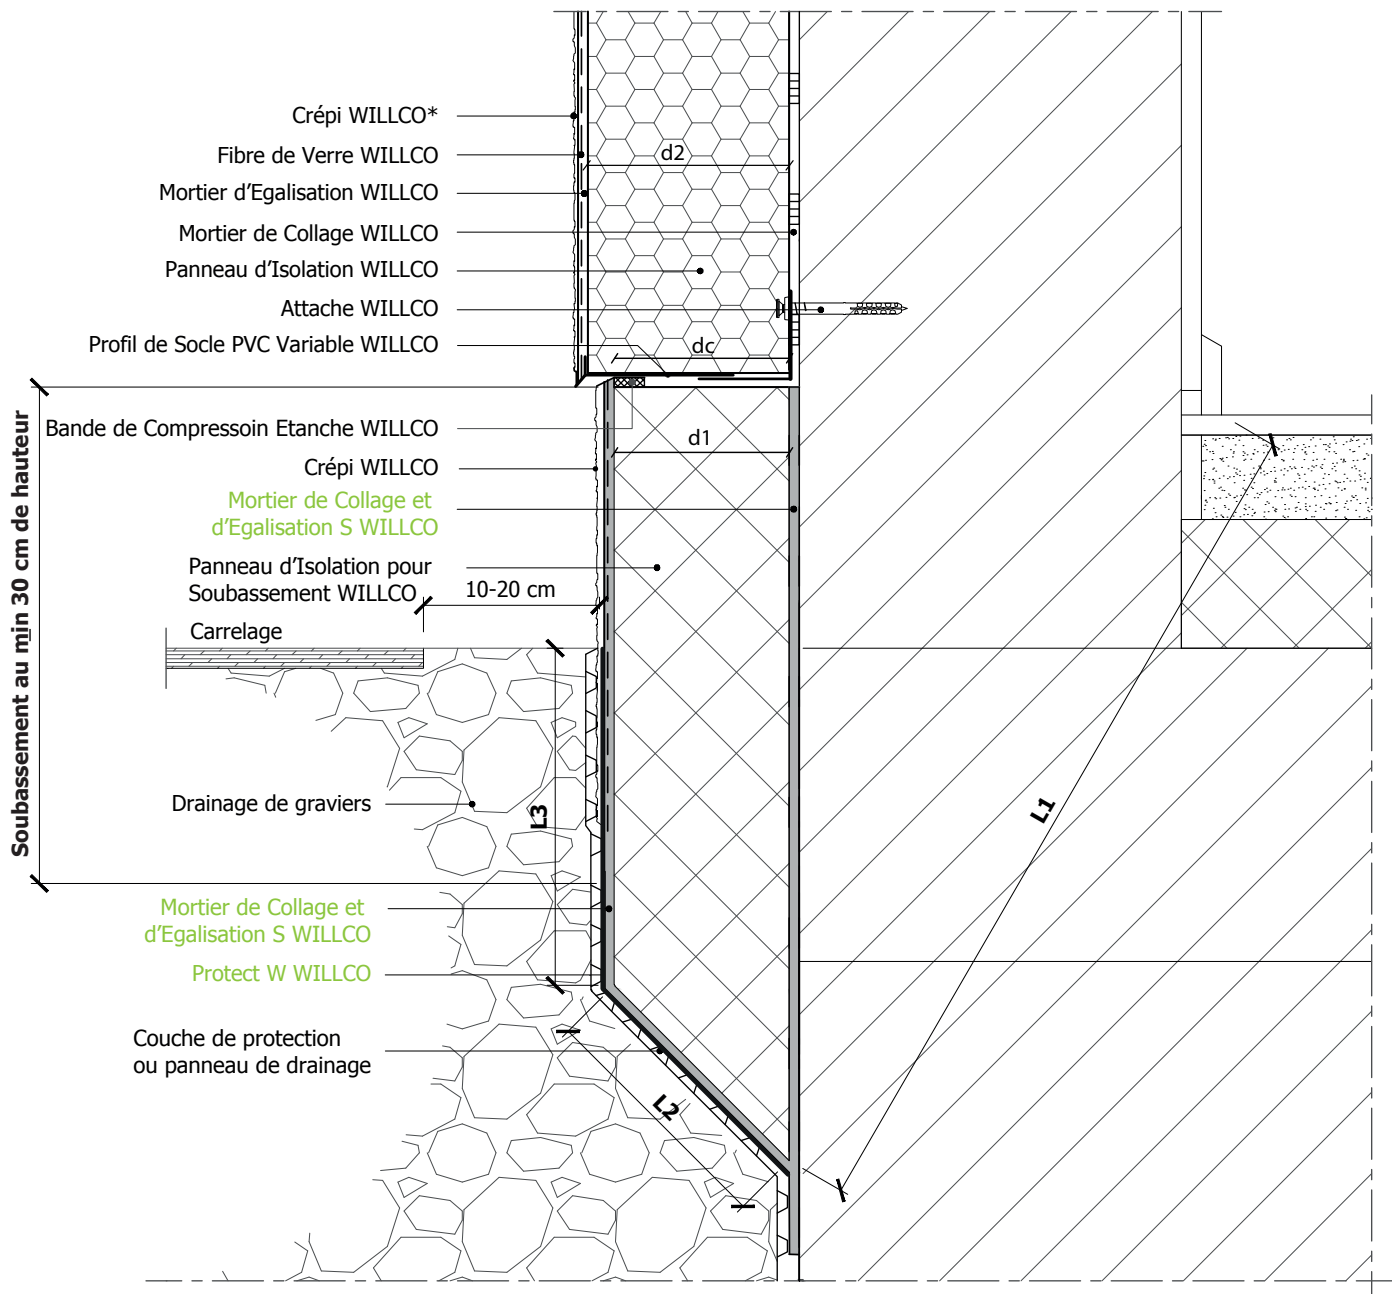 Crépi WILLCO*
Fibre de Verre WILLCO
d2
Mortier d'Egalisation WILLCO
Mortier de Collage WILLCO
Panneau d'Isolation WILLCO
Attache WILLCO
Profil de Socle PVC Variable WILLCO
dc
Bande de Compressoin Etanche WILLCO
d1
Crépi WILLCO
Mortier de Collage et
d'Egalisation S WILLCO
Panneau d'Isolation pour
Soubassement WILLCO
10-20 cm
Carrelage
Soubassement au min 30 cm de hauteur
Drainage de graviers
L3
L1
Mortier de Collage et
d'Egalisation S WILLCO
Protect W WILLCO
Couche de protection
ou panneau de drainage
L2